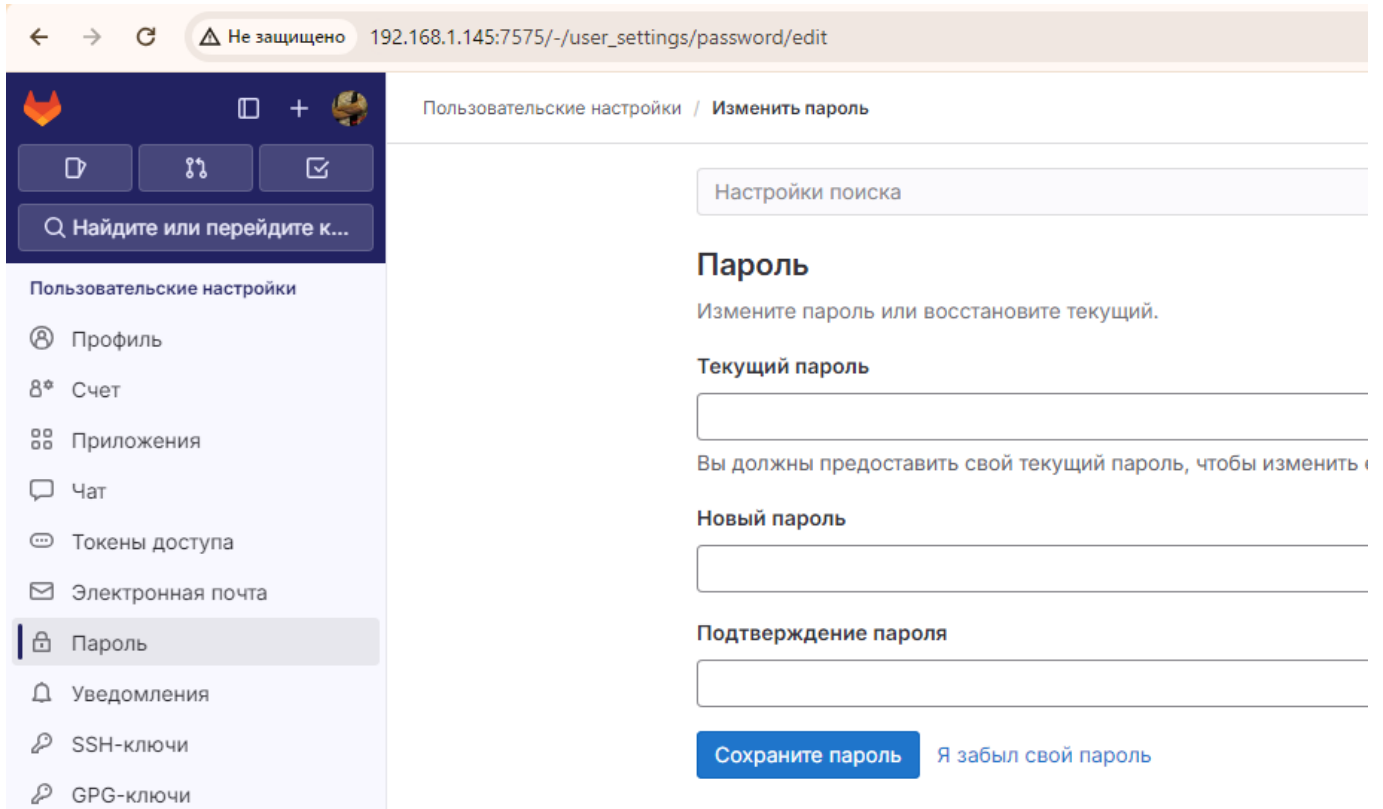 Не защищено 192.168.1.145:7575/-/user_settings/password/edit
Пользовательские настройки / Изменить пароль
Найдите или перейдите к...
Пользовательские настройки
Профиль
Счет
Приложения
Чат
Токены доступа
Электронная почта
Пароль
Уведомления
SSH-ключи
GPG-ключи
Настройки поиска
Пароль
Измените пароль или восстановите текущий.
Текущий пароль
Вы должны предоставить свой текущий пароль, чтобы изменить
Новый пароль
Подтверждение пароля
Сохраните пароль Я забыл свой пароль